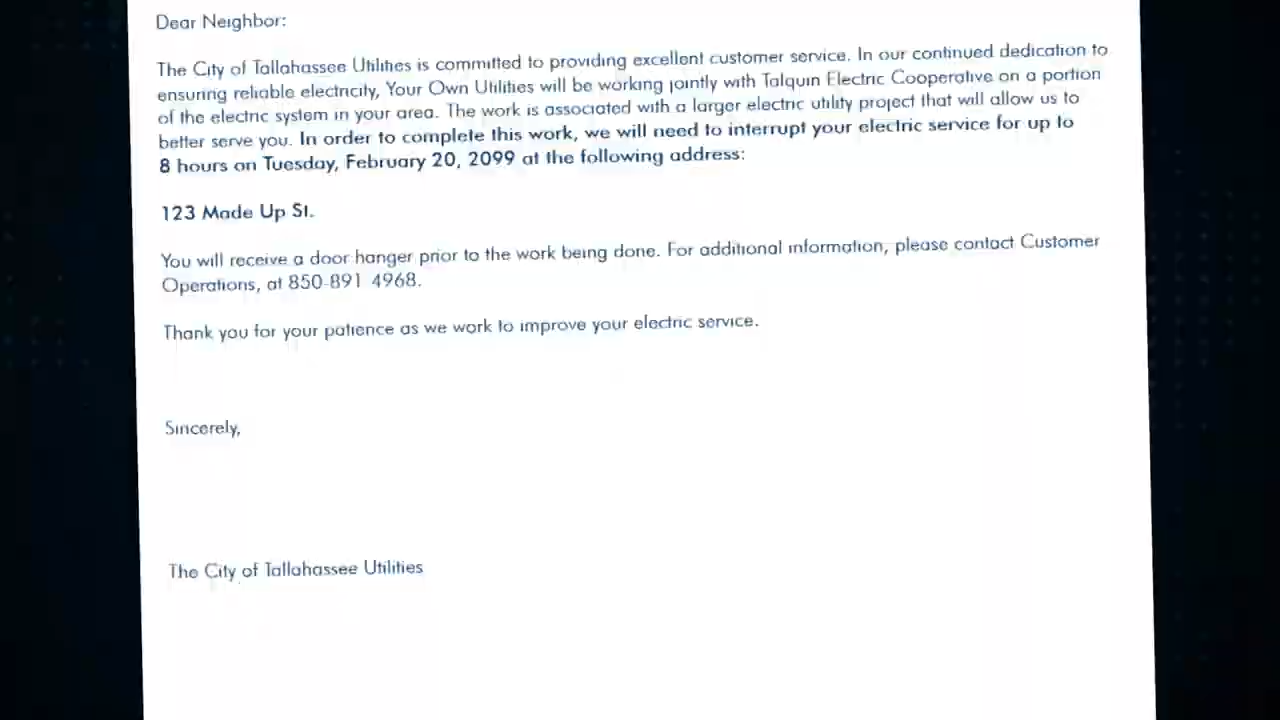 Dear Neighbor:
The City of Tallahassee Utilities is committed to providing excellent customer service. In our continued dedication to
ensuring reliable electricity, Your Own Utilities will be working jointly with Talquin Electric Cooperative on a portion
of the electric system in your area. The work is associated with a larger electric utility project that will allow us to
better serve you. In order to complete this work, we will need to interrupt your electric service for up to
8 hours on Tuesday, February 20, 2099 at the following address:
123 Made Up St.
You will receive a door hanger prior to the work being done. For additional information, please contact Customer
Operations, at 850-891-4968.
Thank you for your patience as we work to improve your electric service.
Sincerely,
The City of Tallahassee Utilities